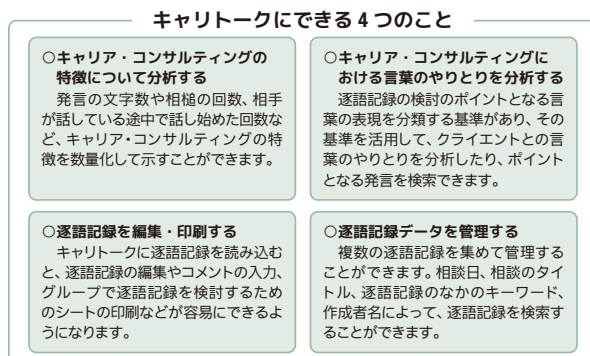 キャリトークにできる4つのこと
○キャリア・コンサルティングの
特徴について分析する
発言の文字数や相槌の回数、相手
が話している途中で話し始めた回数な
ど、キャリア・コンサルティングの特
徴を数量化して示すことができます。
○キャリア・コンサルティングに
おける言葉のやりとりを分析する
逐語記録の検討のポイントとなる言
葉の表現を分類する基準があり、その
基準を活用して、クライエントとの言
葉のやりとりを分析したり、ポイント
となる発言を検索できます。
○逐語記録を編集・印刷する
キャリトークに逐語記録を読み込む
と、逐語記録の編集やコメントの入力、
グループで逐語記録を検討するため
のシートの印刷などが容易にできるよ
うになります。
○逐語記録データを管理する
複数の逐語記録を集めて管理する
ことができます。相談日、相談のタイ
トル、逐語記録のなかのキーワード、
作成者名によって、逐語記録を検索す
ることができます。